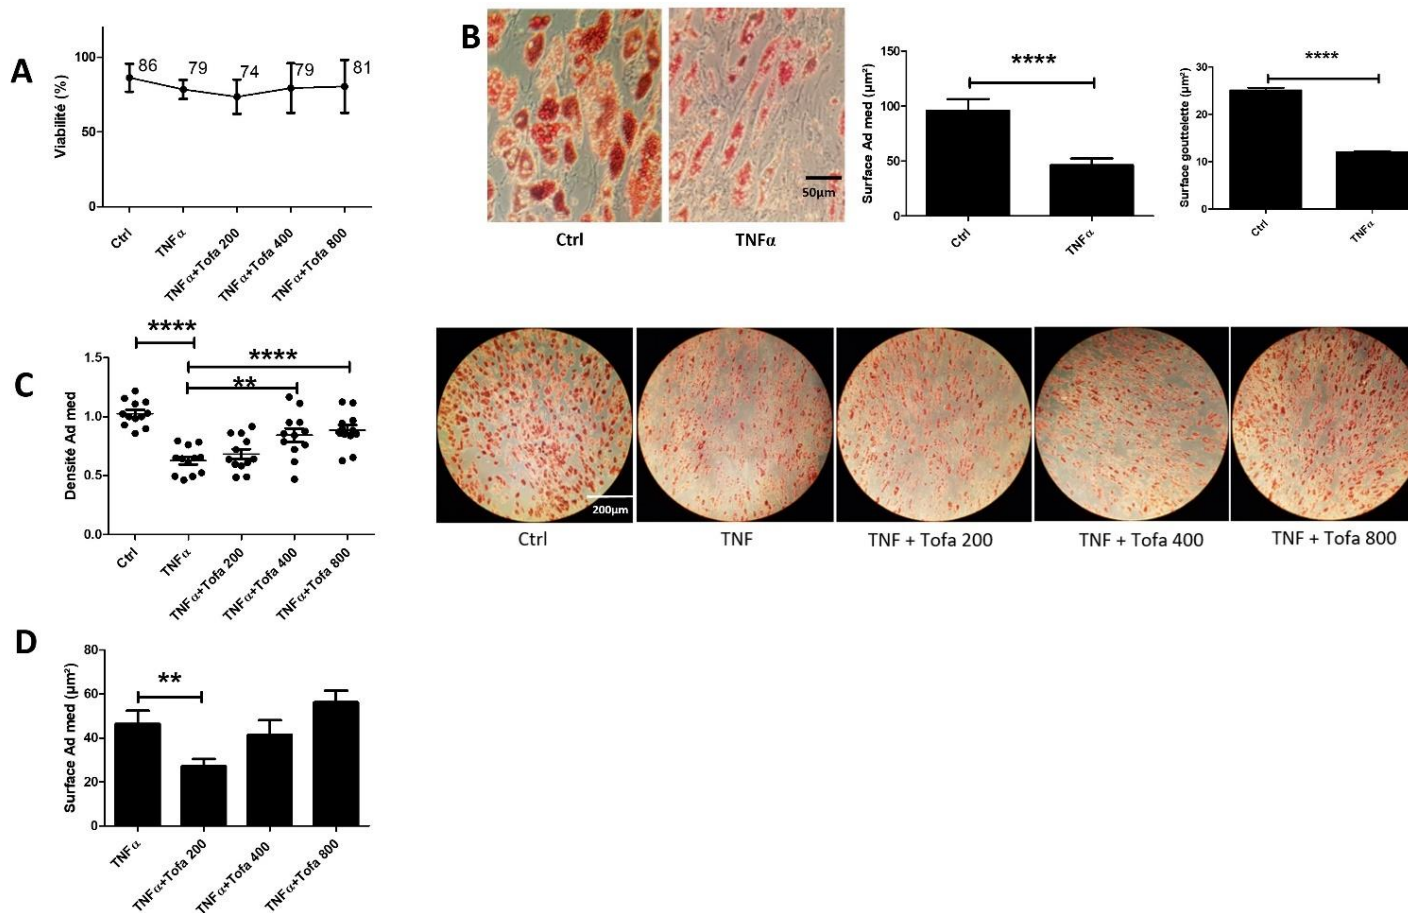 A
Viabilité (%)
100
50
0
86
79
74
79
81
Ctrl
TNFα
TNFα+Tofa 200
TNFα+Tofa 400
TNFα+Tofa 800
B
50µm
Ctrl
TNFα
Surface Ad med (µm²)
150
100
50
0
****
Ctrl
TNFα
Surface gouttelette (µm²)
30
20
10
0
****
Ctrl
TNFα
C
Densité Ad med
1.5
1.0
0.5
0.0
****
****
**
Ctrl
TNFα
TNFα+Tofa 200
TNFα+Tofa 400
TNFα+Tofa 800
200µm
Ctrl
TNF
TNF + Tofa 200
TNF + Tofa 400
TNF + Tofa 800
D
Surface Ad med (µm²)
80
60
40
20
0
**
TNFα
TNFα+Tofa 200
TNFα+Tofa 400
TNFα+Tofa 800